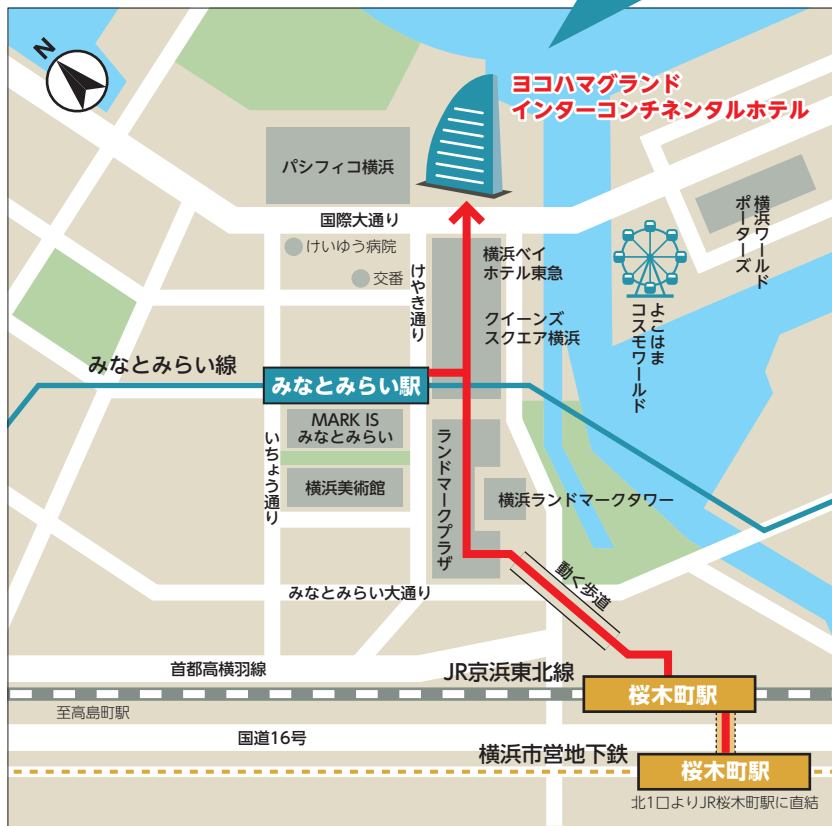 N
ヨコハマグランド
インターコンチネンタルホテル
パシフィコ横浜
国際大通り
けいゆう病院
交番
けやき通り
横浜ベイ
ホテル東急
クイーンズ
スクエア横浜
横浜ワールド
ポーターズ
よこはま
コスモワールド
みなとみらい線
みなとみらい駅
MARK IS
みなとみらい
横浜美術館
いちょう通り
ランドマークプラザ
横浜ランドマークタワー
みなとみらい大通り
動く歩道
首都高横羽線
JR京浜東北線
桜木町駅
至高島町駅
国道16号
横浜市営地下鉄
桜木町駅
北1口よりJR桜木町駅に直結